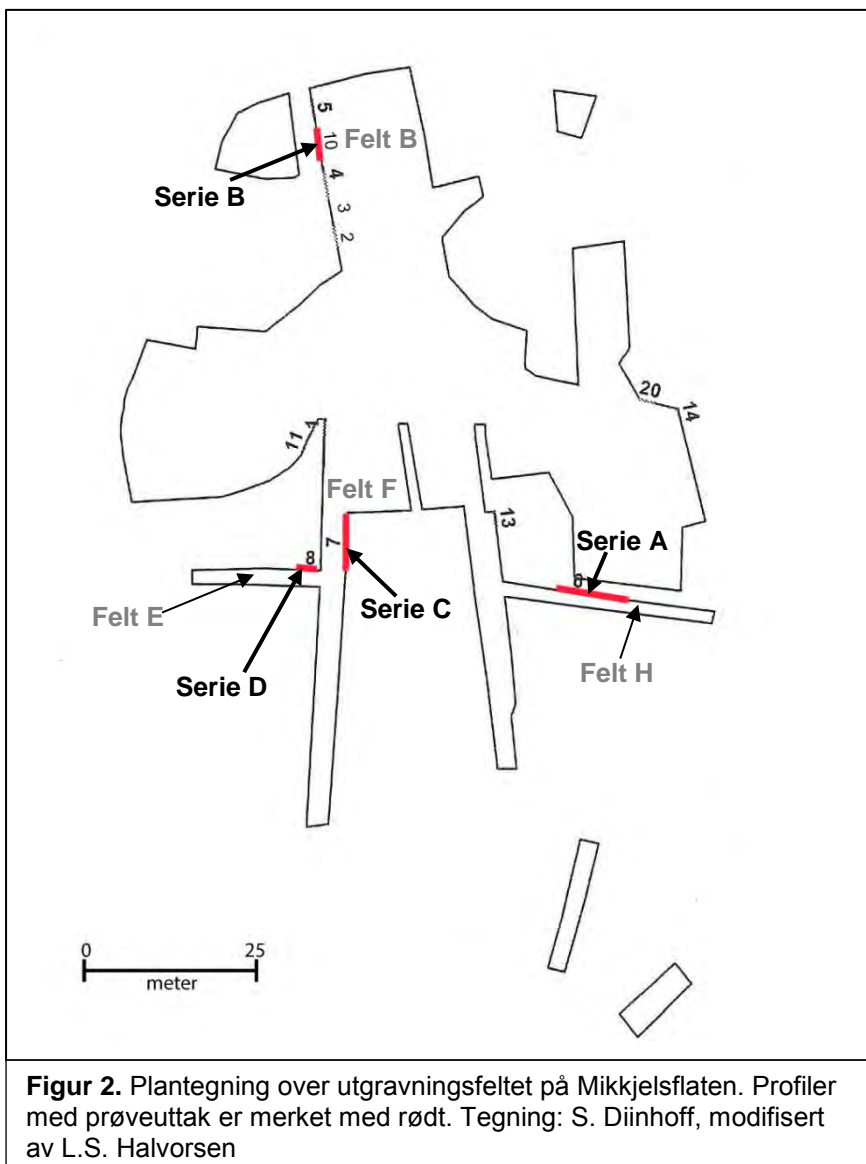 5
10
Felt B
Serie B
4
3
2
20
14
11
Felt F
13
7
8
Serie A
6
Felt E
Serie C
Serie D
Felt H
0 25
meter
Figur 2. Plantegning over utgravningsfeltet på Mikkjelsflaten. Profiler
med prøveuttak er merket med rødt. Tegning: S. Diinhoff, modifisert
av L.S. Halvorsen